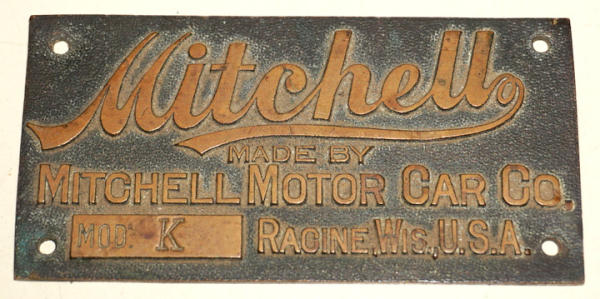 Mitchell
MADE BY
MITCHELL MOTOR CAR CO.
MOD. K RACINE, WIS., U.S.A.